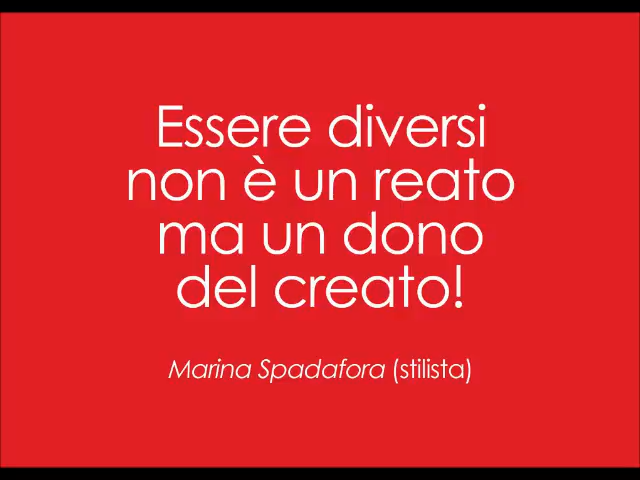 Essere diversi
non è un reato
ma un dono
del creato!
Marina Spadafora (stilista)